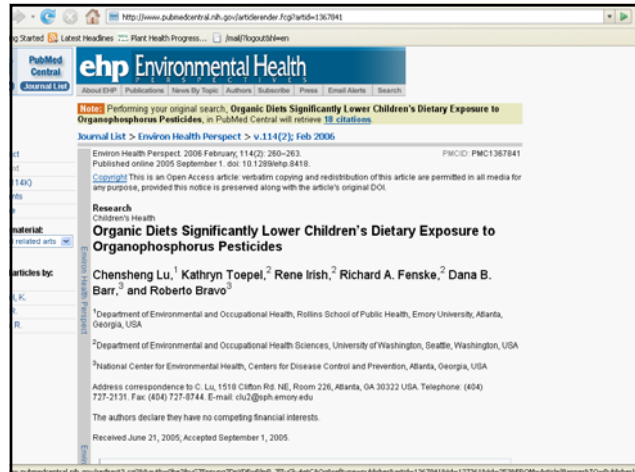 http://www.pubmedcentral.nih.gov/articlerender.fcgi?artid=1367841
Latest Headlines
Plant Health Progress...
/mail/?logout&hl=en
PubMed
Central
Journal List
ehp Environmental Health
PERSPECTIVES
About EHP Publications News By Topic Authors Subscribe Press Email Alerts Search
Note: Performing your original search, Organic Diets Significantly Lower Children's Dietary Exposure to
Organophosphorus Pesticides, in PubMed Central will retrieve 18 citations.
Journal List > Environ Health Perspect > v.114(2); Feb 2006
Environ Health Perspect. 2006 February; 114(2): 260–263.
PMCID: PMC1367841
Published online 2005 September 1. doi: 10.1289/ehp.8418.
Copyright This is an Open Access article: verbatim copying and redistribution of this article are permitted in all media for
any purpose, provided this notice is preserved along with the article's original DOI.
Research
Children's Health
Organic Diets Significantly Lower Children's Dietary Exposure to
Organophosphorus Pesticides
Chensheng Lu,1 Kathryn Toepel,2 Rene Irish,2 Richard A. Fenske,2 Dana B.
Barr,3 and Roberto Bravo3
1Department of Environmental and Occupational Health, Rollins School of Public Health, Emory University, Atlanta,
Georgia, USA
2Department of Environmental and Occupational Health Sciences, University of Washington, Seattle, Washington, USA
3National Center for Environmental Health, Centers for Disease Control and Prevention, Atlanta, Georgia, USA
Address correspondence to C. Lu, 1518 Clifton Rd. NE, Room 226, Atlanta, GA 30322 USA. Telephone: (404)
727-2131. Fax: (404) 727-8744. E-mail: clu2@sph.emory.edu
The authors declare they have no competing financial interests.
Received June 21, 2005; Accepted September 1, 2005.
material:
related arts
articles by:
Environ Health Perspect